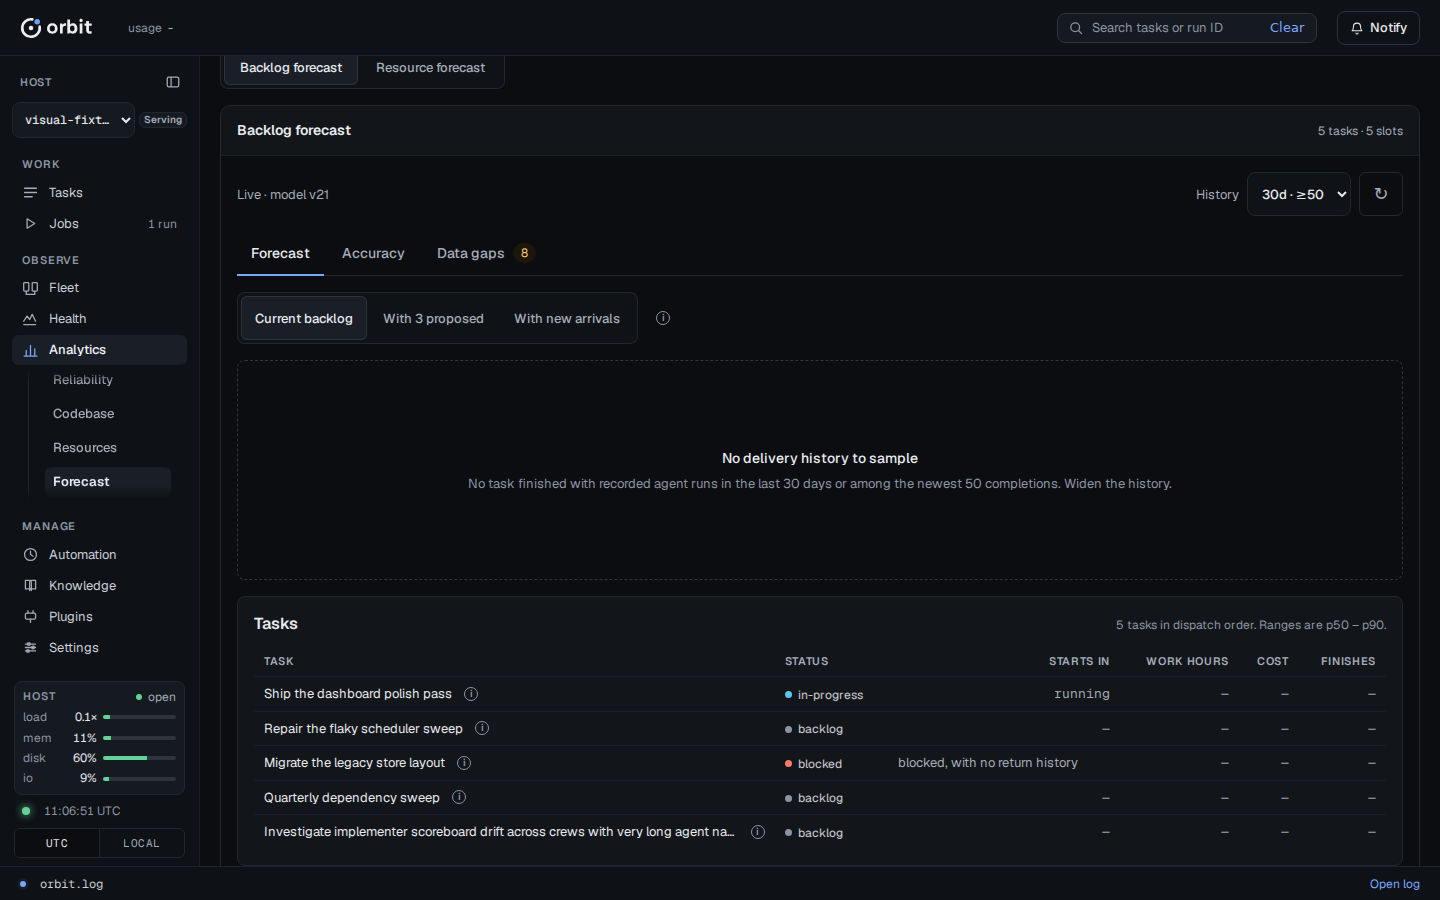 orbit
usage -
Search tasks or run ID
Clear
Notify
HOST
visual-fixt...
Serving
WORK
Tasks
Jobs
1 run
OBSERVE
Fleet
Health
Analytics
Reliability
Codebase
Resources
Forecast
MANAGE
Automation
Knowledge
Plugins
Settings
HOST
open
load 0.1×
mem 11%
disk 60%
io 9%
11:06:51 UTC
UTC
LOCAL
Backlog forecast
Resource forecast
Backlog forecast
5 tasks · 5 slots
Live · model v21
History
30d · ≥50
Forecast
Accuracy
Data gaps 8
Current backlog
With 3 proposed
With new arrivals
No delivery history to sample
No task finished with recorded agent runs in the last 30 days or among the newest 50 completions. Widen the history.
Tasks
5 tasks in dispatch order. Ranges are p50 – p90.
TASK STATUS STARTS IN WORK HOURS COST FINISHES
Ship the dashboard polish pass in-progress running – – –
Repair the flaky scheduler sweep backlog – – – –
Migrate the legacy store layout blocked blocked, with no return history – – –
Quarterly dependency sweep backlog – – – –
Investigate implementer scoreboard drift across crews with very long agent na... backlog – – – –
orbit.log
Open log